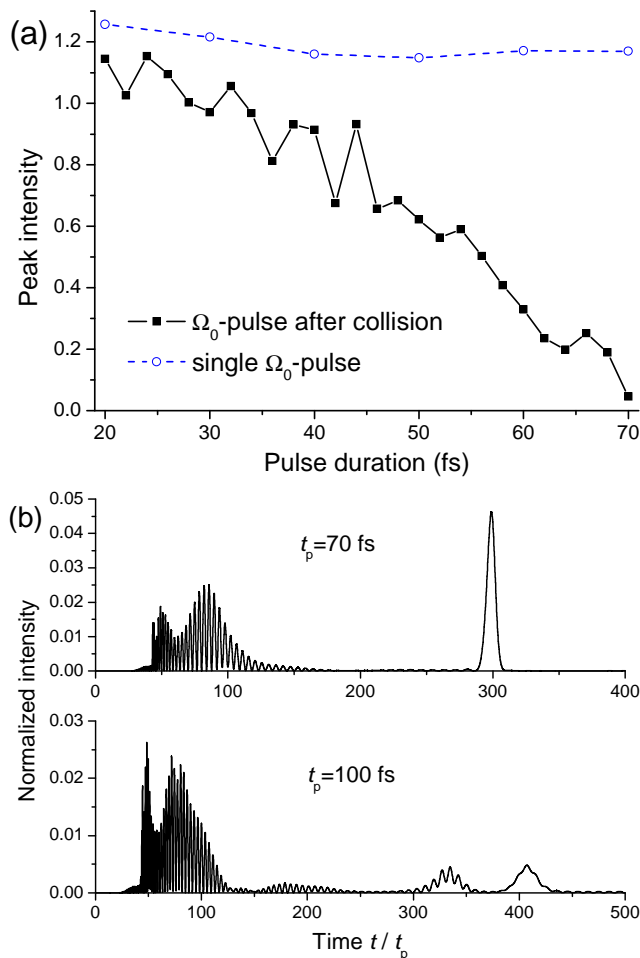 (a)
1.2
1.0
0.8
0.6
0.4
0.2
0.0
Peak intensity
Ω₀-pulse after collision
single Ω₀-pulse
20 30 40 50 60 70
Pulse duration (fs)
(b)
Normalized intensity
0.05
0.04
0.03
0.02
0.01
0.00
tₚ=70 fs
0 100 200 300 400
0.03
0.02
0.01
0.00
tₚ=100 fs
0 100 200 300 400 500
Time t / tₚ